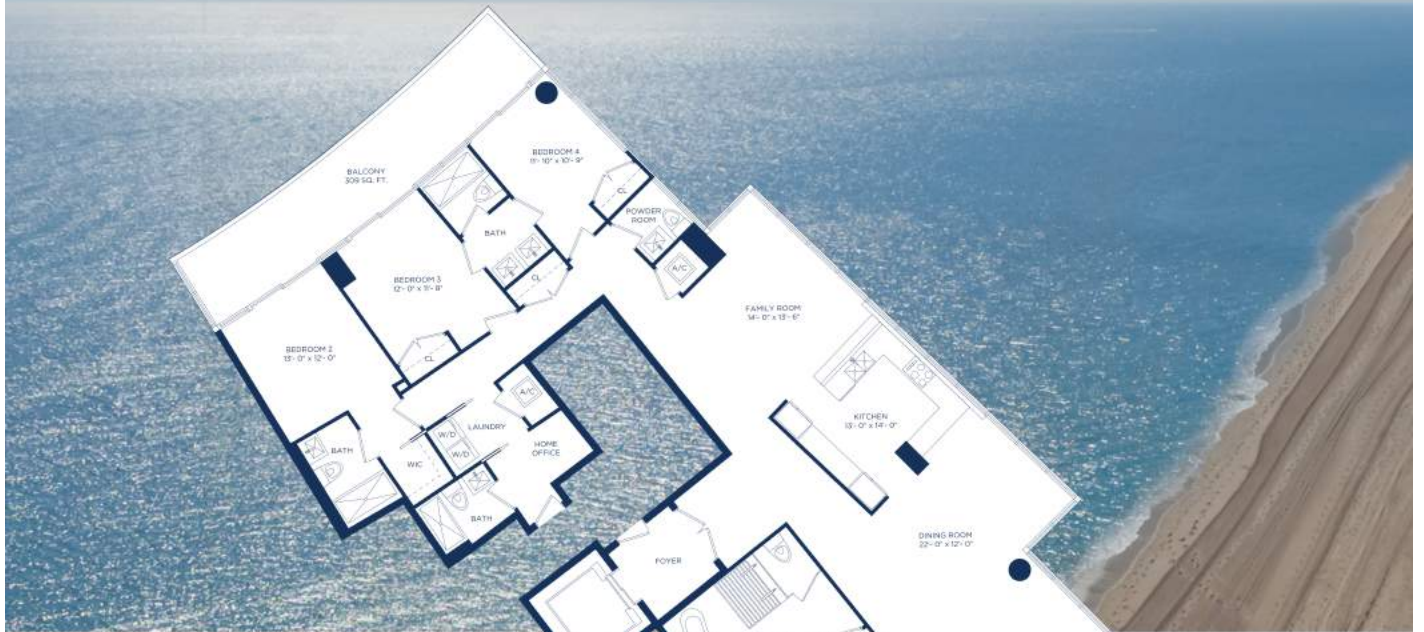 BALCONY
309 SQ. FT.
BEDROOM 4
11'- 10" x 10'- 9"
CL
POWDER
ROOM
BATH
A/C
CL
BEDROOM 3
12'- 0" x 11'- 8"
FAMILY ROOM
14'- 0" x 13'- 6"
BEDROOM 2
13'- 0" x 12'- 0"
CL
A/C
KITCHEN
13'- 0" x 14'- 0"
LAUNDRY
W/D
W/D
HOME
OFFICE
BATH
WIC
BATH
DINING ROOM
22'- 0" x 12'- 0"
FOYER